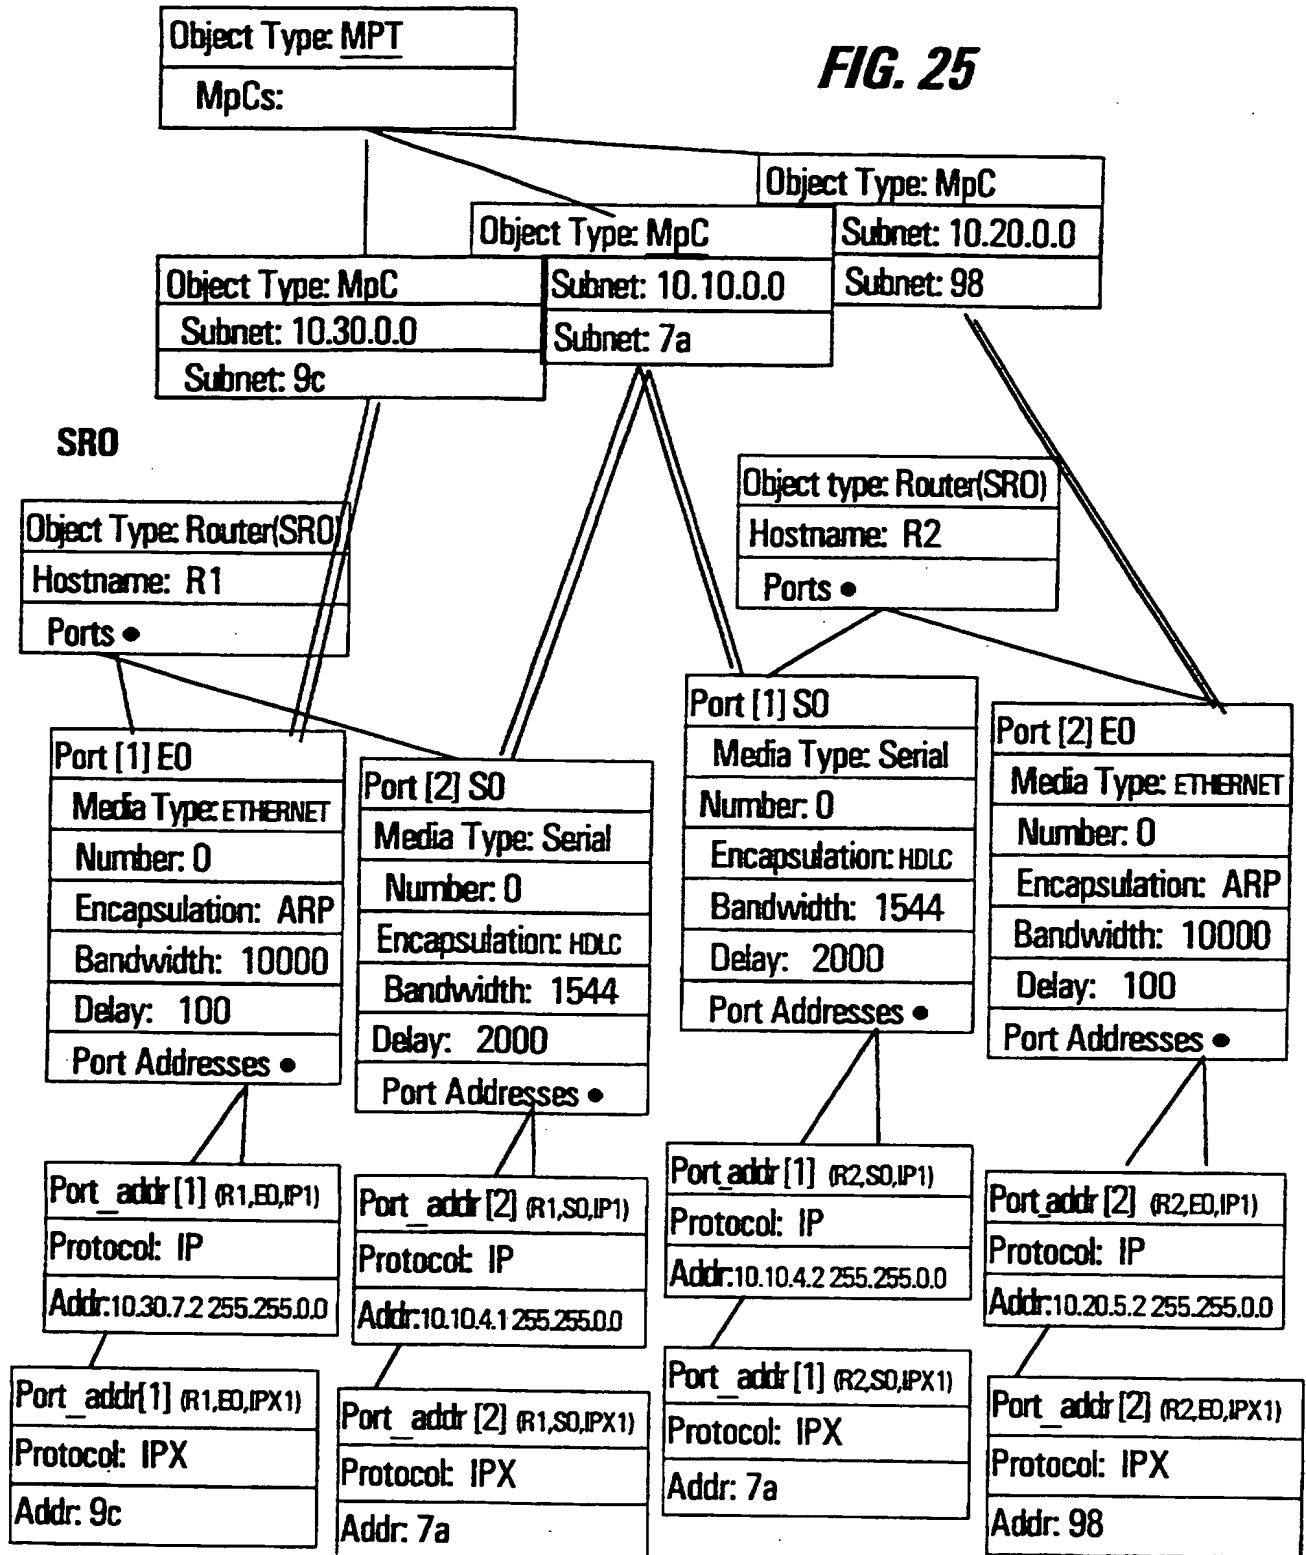 Object Type: MPT
MpCs:
FIG. 25
Object Type: MpC
Subnet: 10.20.0.0
Subnet: 98
Object Type: MpC
Subnet: 10.10.0.0
Subnet: 7a
Object Type: MpC
Subnet: 10.30.0.0
Subnet: 9c
SRO
Object Type: Router(SRO)
Hostname: R1
Ports •
Object type: Router(SRO)
Hostname: R2
Ports •
Port [1] E0
Media Type: ETHERNET
Number: 0
Encapsulation: ARP
Bandwidth: 10000
Delay: 100
Port Addresses •
Port [2] S0
Media Type: Serial
Number: 0
Encapsulation: HDLC
Bandwidth: 1544
Delay: 2000
Port Addresses •
Port [1] S0
Media Type: Serial
Number: 0
Encapsulation: HDLC
Bandwidth: 1544
Delay: 2000
Port Addresses •
Port [2] E0
Media Type: ETHERNET
Number: 0
Encapsulation: ARP
Bandwidth: 10000
Delay: 100
Port Addresses •
Port_addr [1] (R1,E0,IP1)
Protocol: IP
Addr:10.30.7.2 255.255.0.0
Port_addr [2] (R1,S0,IP1)
Protocol: IP
Addr:10.10.4.1 255.255.0.0
Port_addr [1] (R2,S0,IP1)
Protocol: IP
Addr:10.10.4.2 255.255.0.0
Port_addr [2] (R2,E0,IP1)
Protocol: IP
Addr:10.20.5.2 255.255.0.0
Port_addr[1] (R1,E0,IPX1)
Protocol: IPX
Addr: 9c
Port_addr [2] (R1,S0,IPX1)
Protocol: IPX
Addr: 7a
Port_addr [1] (R2,S0,IPX1)
Protocol: IPX
Addr: 7a
Port_addr [2] (R2,E0,IPX1)
Protocol: IPX
Addr: 98